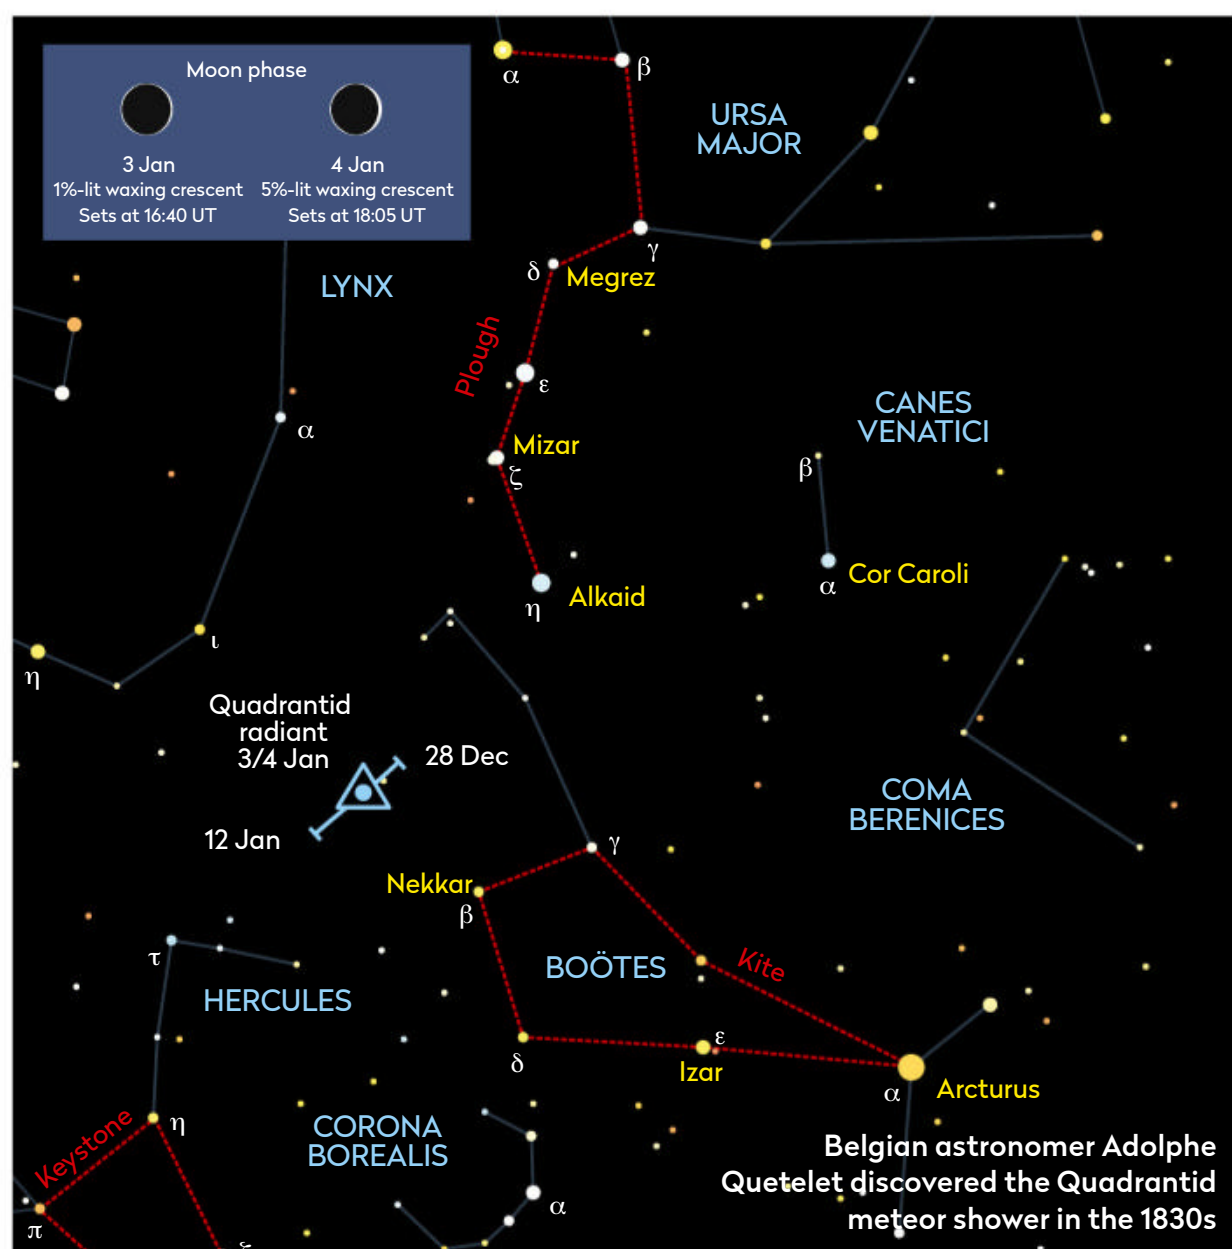 Moon phase
3 Jan
1%-lit waxing crescent
Sets at 16:40 UT
4 Jan
5%-lit waxing crescent
Sets at 18:05 UT
α
β
URSA
MAJOR
γ
δ
Megrez
LYNX
Plough
ε
α
CANES
VENATICI
Mizar
ζ
β
Cor Caroli
α
Alkaid
η
ι
η
Quadrantid
radiant
3/4 Jan
28 Dec
12 Jan
COMA
BERENICES
γ
Nekkar
β
BOÖTES
Kite
τ
HERCULES
δ
ε
Izar
α
Arcturus
Keystone
η
CORONA
BOREALIS
α
π
ζ
Belgian astronomer Adolphe
Quetelet discovered the Quadrantid
meteor shower in the 1830s